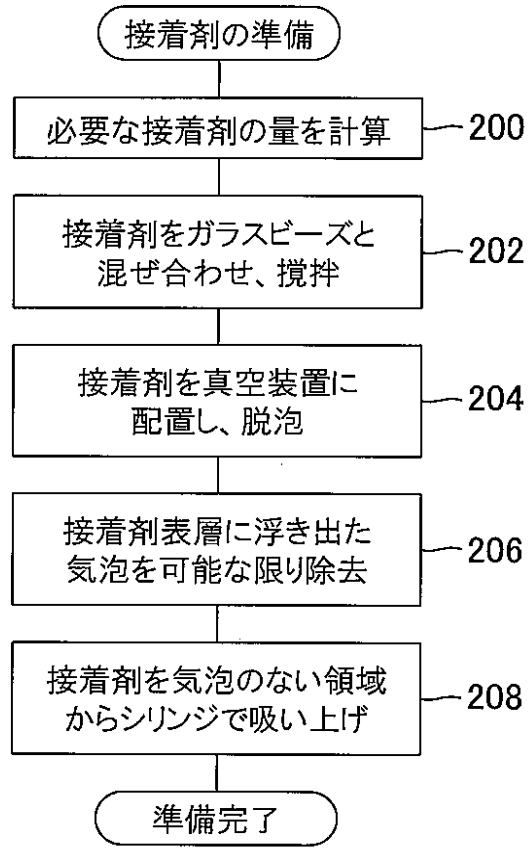 接着剤の準備
必要な接着剤の量を計算
200
接着剤をガラスビーズと
混ぜ合わせ、撹拌
202
接着剤を真空装置に
配置し、脱泡
204
接着剤表層に浮き出た
気泡を可能な限り除去
206
接着剤を気泡のない領域
からシリンジで吸い上げ
208
準備完了